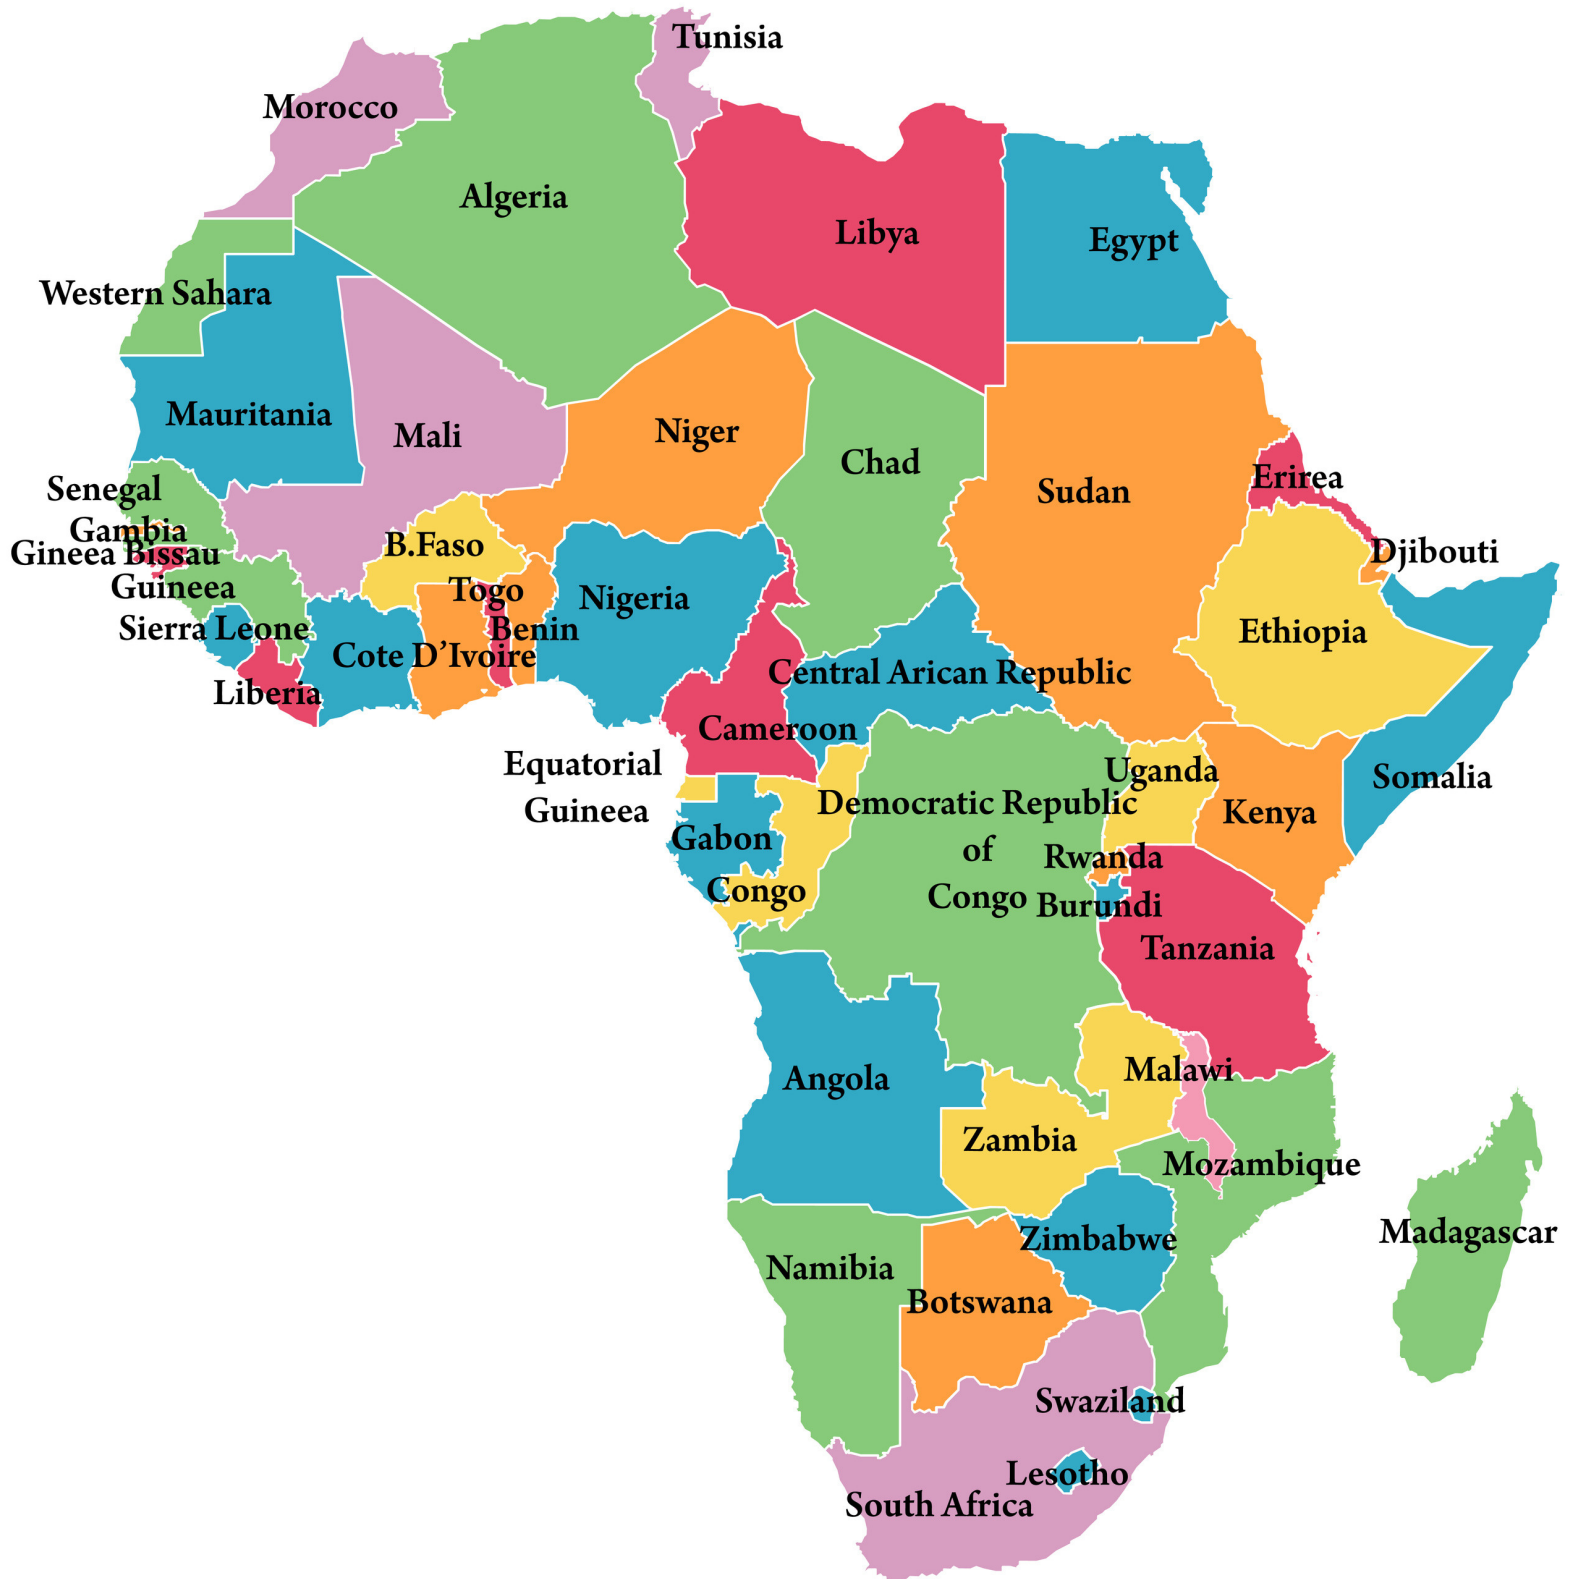 Tunisia
Morocco
Algeria
Libya
Egypt
Western Sahara
Mauritania
Mali
Niger
Chad
Sudan
Erirea
Senegal
Gambia
Gineea Bissau
B.Faso
Djibouti
Guineea
Togo
Nigeria
Sierra Leone
Benin
Ethiopia
Cote D’Ivoire
Central Arican Republic
Liberia
Cameroon
Equatorial
Guineea
Uganda
Somalia
Democratic Republic
of
Congo
Kenya
Gabon
Rwanda
Congo
Burundi
Tanzania
Malawi
Angola
Zambia
Mozambique
Madagascar
Zimbabwe
Namibia
Botswana
Swaziland
Lesotho
South Africa